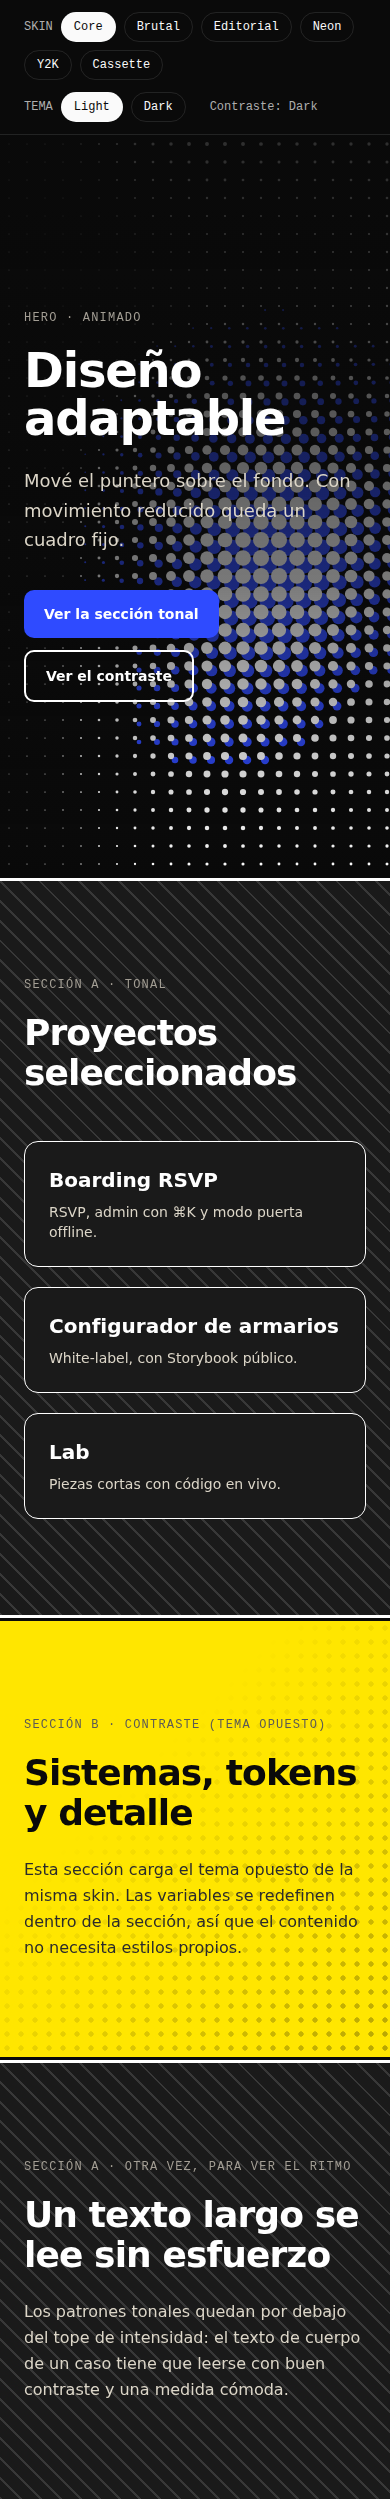 SKIN Core Brutal Editorial Neon
Y2K Cassette
TEMA Light Dark Contraste: Dark
HERO · ANIMADO
Diseño
adaptable
Mové el puntero sobre el fondo. Con
movimiento reducido queda un
cuadro fijo.
Ver la sección tonal
Ver el contraste
SECCIÓN A · TONAL
Proyectos
seleccionados
Boarding RSVP
RSVP, admin con ⌘K y modo puerta
offline.
Configurador de armarios
White-label, con Storybook público.
Lab
Piezas cortas con código en vivo.
SECCIÓN B · CONTRASTE (TEMA OPUESTO)
Sistemas, tokens
y detalle
Esta sección carga el tema opuesto de la
misma skin. Las variables se redefinen
dentro de la sección, así que el contenido
no necesita estilos propios.
SECCIÓN A · OTRA VEZ, PARA VER EL RITMO
Un texto largo se
lee sin esfuerzo
Los patrones tonales quedan por debajo
del tope de intensidad: el texto de cuerpo
de un caso tiene que leerse con buen
contraste y una medida cómoda.